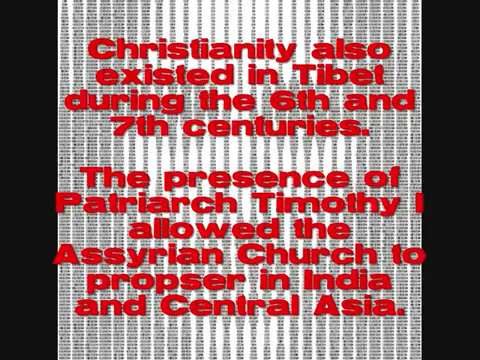 Christianity also
existed in Tibet
during the 6th and
7th centuries.
The presence of
Patriarch Timothy I
allowed the
Assyrian Church to
propser in India
and Central Asia.